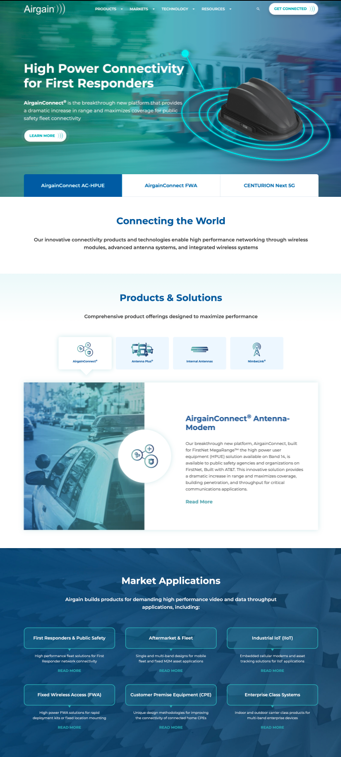 Airgain
PRODUCTS MARKETS TECHNOLOGY RESOURCES GET CONNECTED
High Power Connectivity
for First Responders
AirgainConnect® is the breakthrough new platform that provides
a dramatic increase in range and maximizes coverage for public
safety fleet connectivity
LEARN MORE
AirgainConnect AC-HPUE AirgainConnect FWA CENTURION Next 5G
Connecting the World
Our innovative connectivity products and technologies enable high performance networking through wireless
modules, advanced antenna systems, and integrated wireless systems
Products & Solutions
Comprehensive product offerings designed to maximize performance
AirgainConnect® Antenna Plus® Internal Antennas NimbeLink®
AirgainConnect® Antenna-
Modem
Our breakthrough new platform, AirgainConnect, built
for FirstNet MegaRange™ the high power user
equipment (HPUE) solution available on Band 14, is
available to public safety agencies and organizations on
FirstNet, Built with AT&T. This innovative solution provides
a dramatic increase in range and maximizes coverage,
building penetration, and throughput for critical
communications applications.
Read More
Market Applications
Airgain builds products for demanding high performance video and data throughput
applications, including:
First Responders & Public Safety Aftermarket & Fleet Industrial IoT (IIoT)
High performance fleet solutions for First
Responder network connectivity
Single and multi-band designs for mobile
fleet and fixed M2M asset applications
Embedded cellular modems and asset
tracking solutions for IoT applications
READ MORE READ MORE READ MORE
Fixed Wireless Access (FWA) Customer Premise Equipment (CPE) Enterprise Class Systems
High power FWA solutions for rapid
deployment kits or fixed location mounting
Unique design methodologies for improving
the connectivity of connected home CPEs
Indoor and outdoor carrier class products for
multi-band enterprise devices
READ MORE READ MORE READ MORE